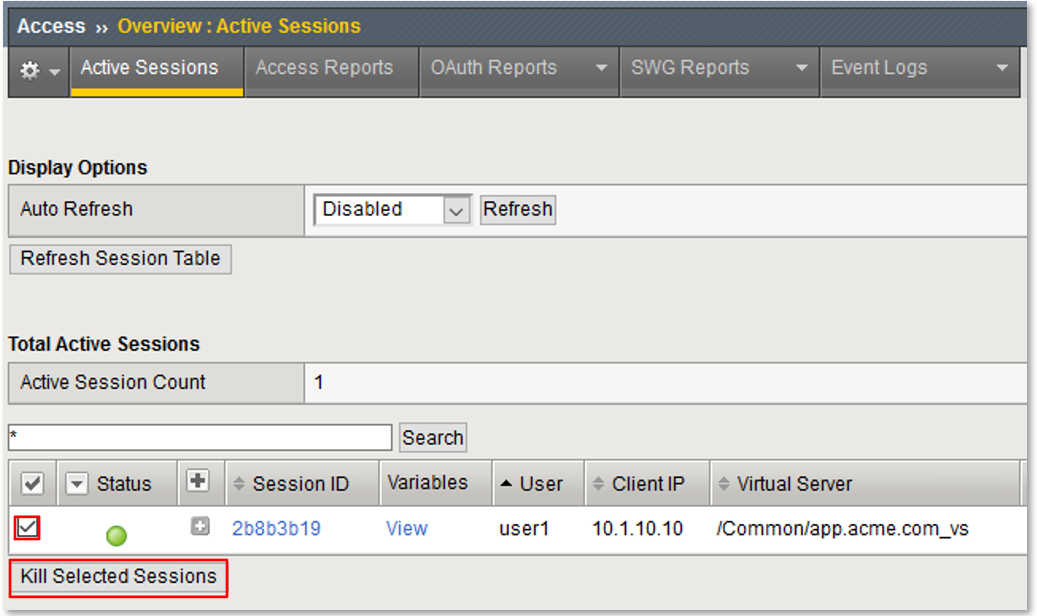 Access ›› Overview : Active Sessions
Active Sessions Access Reports OAuth Reports SWG Reports Event Logs
Display Options
Auto Refresh Disabled Refresh
Refresh Session Table
Total Active Sessions
Active Session Count 1
* Search
Status Session ID Variables User Client IP Virtual Server
2b8b3b19 View user1 10.1.10.10 /Common/app.acme.com_vs
Kill Selected Sessions